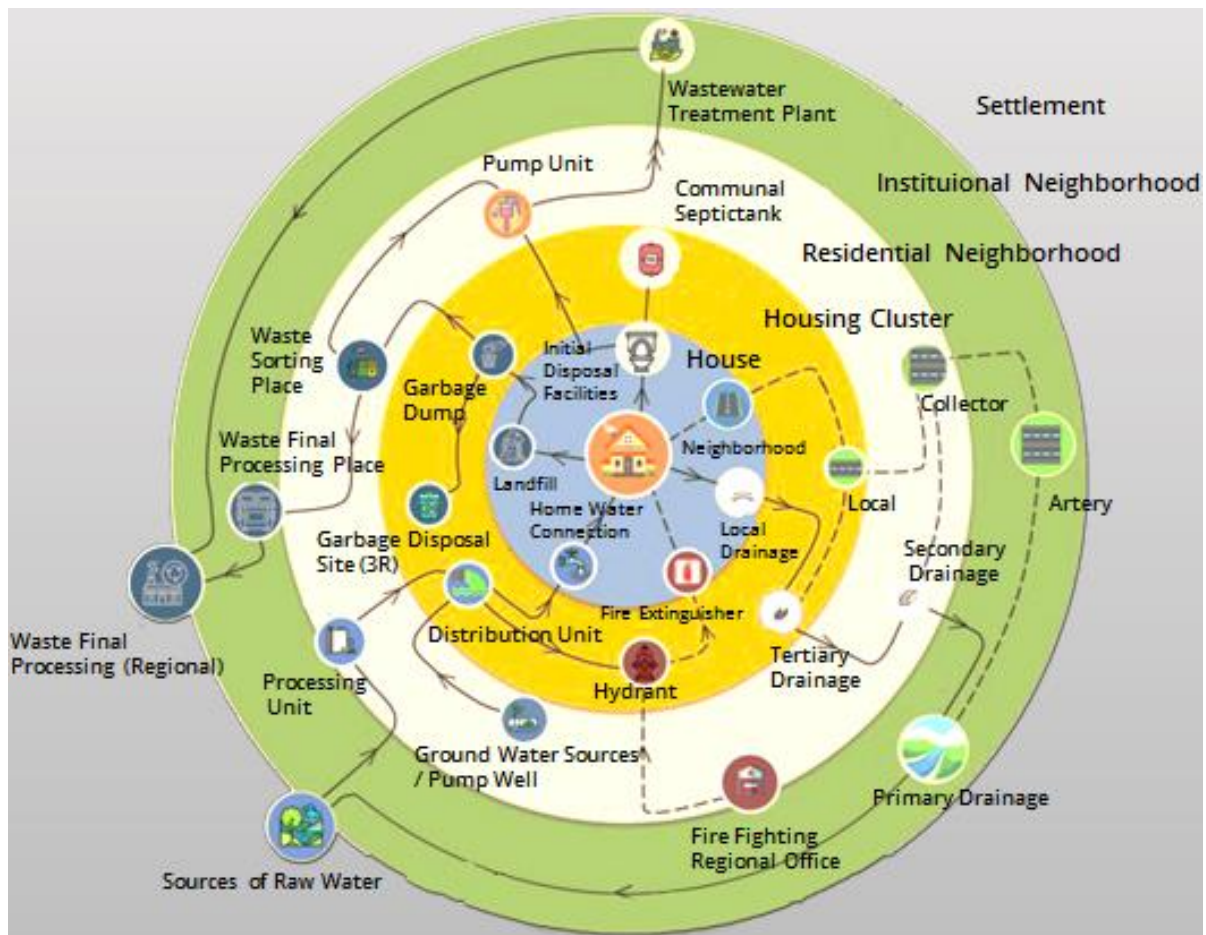 Wastewater
Treatment Plant
Settlement
Pump Unit
Communal
Septictank
Instituional Neighborhood
Residential Neighborhood
Housing Cluster
House
Waste
Sorting
Place
Initial
Disposal
Facilities
Garbage
Dump
Collector
Waste Final
Processing Place
Neighborhood
Landfill
Local
Artery
Home Water
Connection
Local
Drainage
Garbage Disposal
Site (3R)
Secondary
Drainage
Fire Extinguisher
Distribution Unit
Waste Final
Processing (Regional)
Tertiary
Drainage
Processing
Unit
Hydrant
Ground Water Sources
/ Pump Well
Primary Drainage
Fire Fighting
Regional Office
Sources of Raw Water